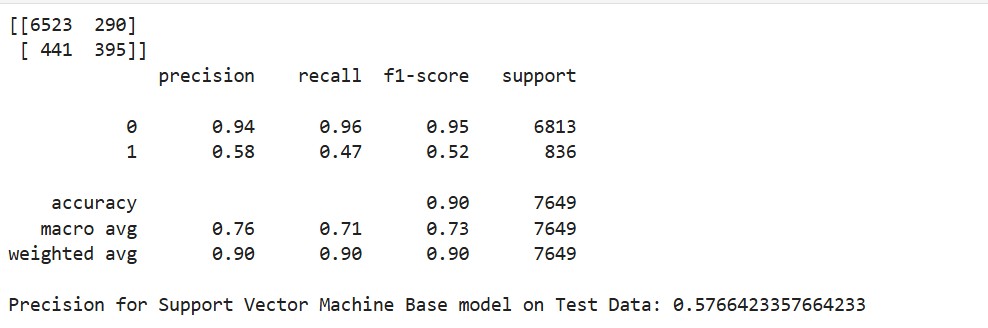 [[6523  290]
 [ 441  395]]
              precision    recall  f1-score   support

           0       0.94      0.96      0.95      6813
           1       0.58      0.47      0.52       836

    accuracy                           0.90      7649
   macro avg       0.76      0.71      0.73      7649
weighted avg       0.90      0.90      0.90      7649

Precision for Support Vector Machine Base model on Test Data: 0.5766423357664233